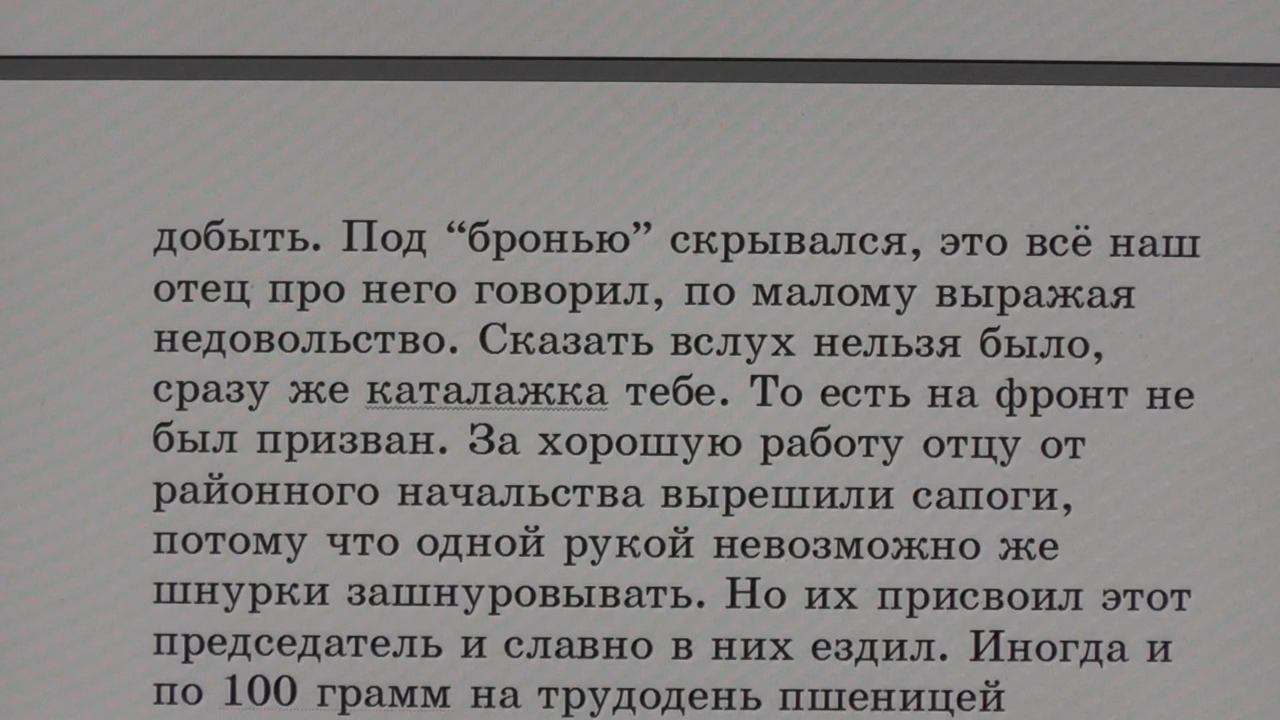 добыть. Под “бронью” скрывался, это всё наш
отец про него говорил, по малому выражая
недовольство. Сказать вслух нельзя было,
сразу же каталажка тебе. То есть на фронт не
был призван. За хорошую работу отцу от
районного начальства вырешили сапоги,
потому что одной рукой невозможно же
шнурки зашнуровывать. Но их присвоил этот
председатель и славно в них ездил. Иногда и
по 100 грамм на трудодень пшеницей